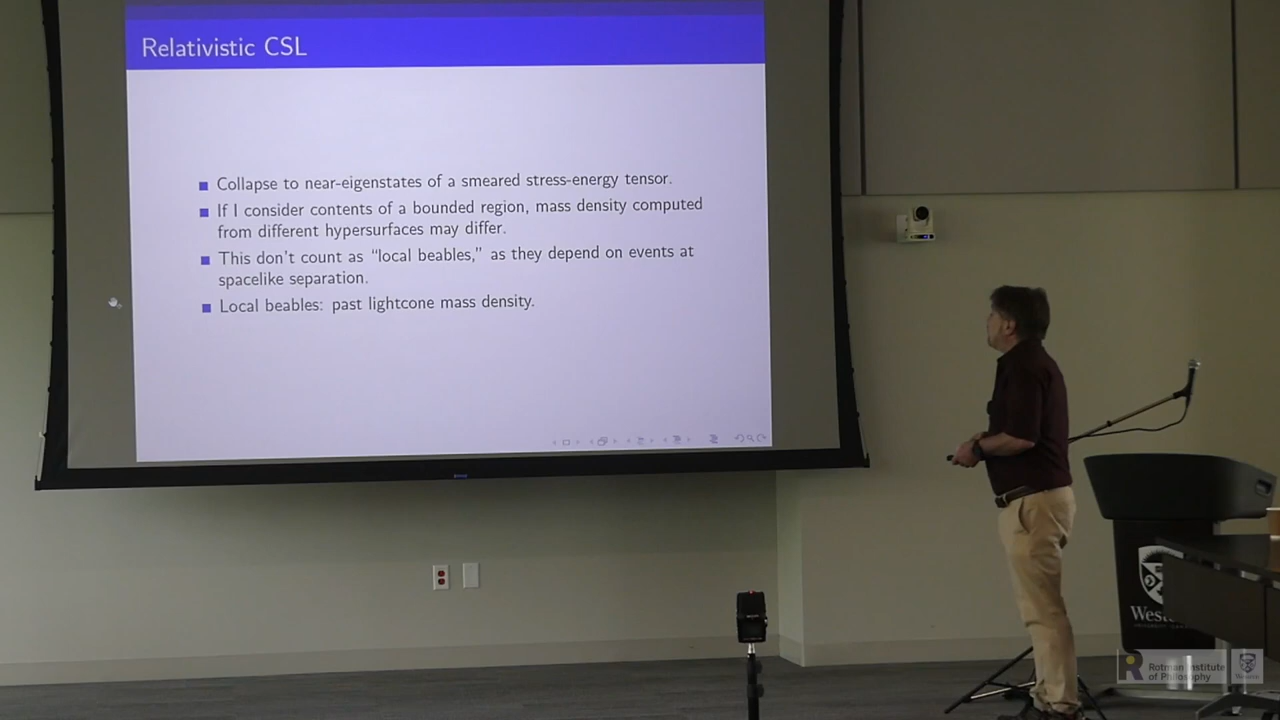 Relativistic CSL
Collapse to near-eigenstates of a smeared stress-energy tensor.
If I consider contents of a bounded region, mass density computed
from different hypersurfaces may differ.
This don't count as “local beables,” as they depend on events at
spacelike separation.
Local beables: past lightcone mass density.
Rotman Institute
of Philosophy